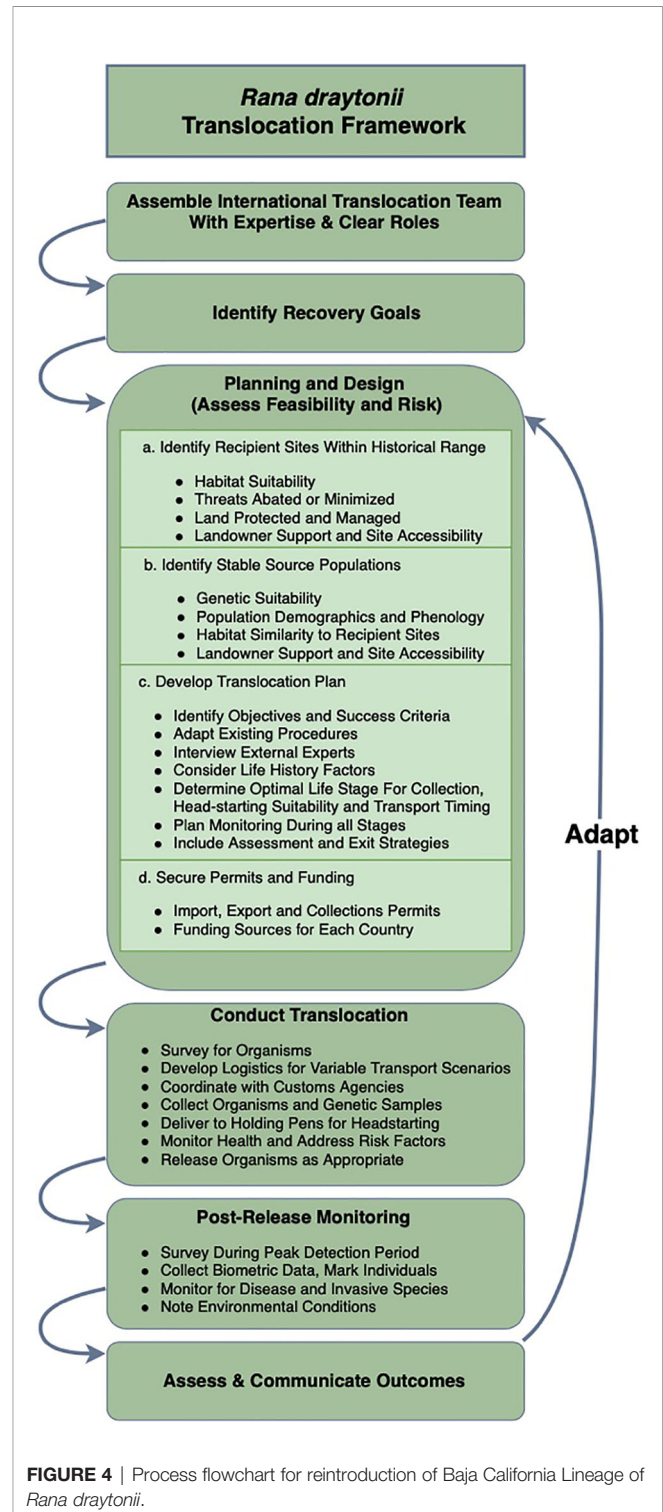 Rana draytonii
Translocation Framework
Assemble International Translocation Team
With Expertise & Clear Roles
Identify Recovery Goals
Planning and Design
(Assess Feasibility and Risk)
a. Identify Recipient Sites Within Historical Range
● Habitat Suitability
● Threats Abated or Minimized
● Land Protected and Managed
● Landowner Support and Site Accessibility
b. Identify Stable Source Populations
● Genetic Suitability
● Population Demographics and Phenology
● Habitat Similarity to Recipient Sites
● Landowner Support and Site Accessibility
c. Develop Translocation Plan
● Identify Objectives and Success Criteria
● Adapt Existing Procedures
● Interview External Experts
● Consider Life History Factors
● Determine Optimal Life Stage For Collection,
Head-starting Suitability and Transport Timing
● Plan Monitoring During all Stages
● Include Assessment and Exit Strategies
d. Secure Permits and Funding
● Import, Export and Collections Permits
● Funding Sources for Each Country
Adapt
Conduct Translocation
● Survey for Organisms
● Develop Logistics for Variable Transport Scenarios
● Coordinate with Customs Agencies
● Collect Organisms and Genetic Samples
● Deliver to Holding Pens for Headstarting
● Monitor Health and Address Risk Factors
● Release Organisms as Appropriate
Post-Release Monitoring
● Survey During Peak Detection Period
● Collect Biometric Data, Mark Individuals
● Monitor for Disease and Invasive Species
● Note Environmental Conditions
Assess & Communicate Outcomes
FIGURE 4 | Process flowchart for reintroduction of Baja California Lineage of
Rana draytonii.